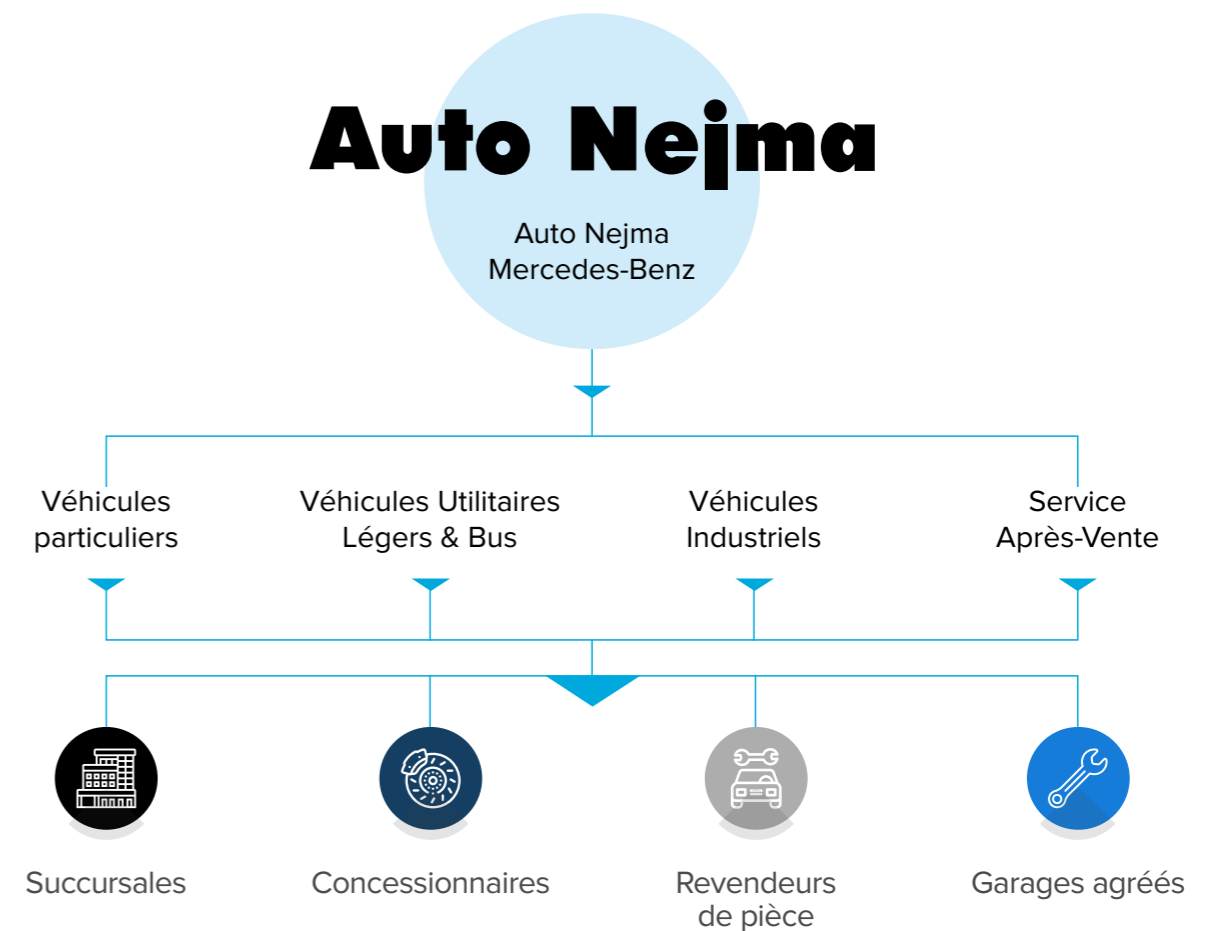 Auto Nejma
Auto Nejma
Mercedes-Benz
Véhicules
particuliers
Véhicules Utilitaires
Légers & Bus
Véhicules
Industriels
Service
Après-Vente
Succursales
Concessionnaires
Revendeurs
de pièce
Garages agréés